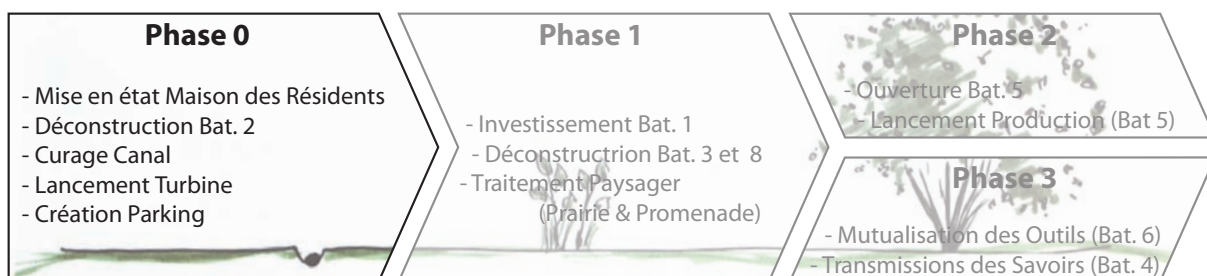 Phase 0
- Mise en état Maison des Résidents
- Déconstruction Bat. 2
- Curage Canal
- Lancement Turbine
- Création Parking
Phase 1
- Investissement Bat. 1
- Déconstructrion Bat. 3 et 8
- Traitement Paysager
(Prairie & Promenade)
Phase 2
- Ouverture Bat. 5
- Lancement Production (Bat 5)
Phase 3
- Mutualisation des Outils (Bat. 6)
- Transmissions des Savoirs (Bat. 4)